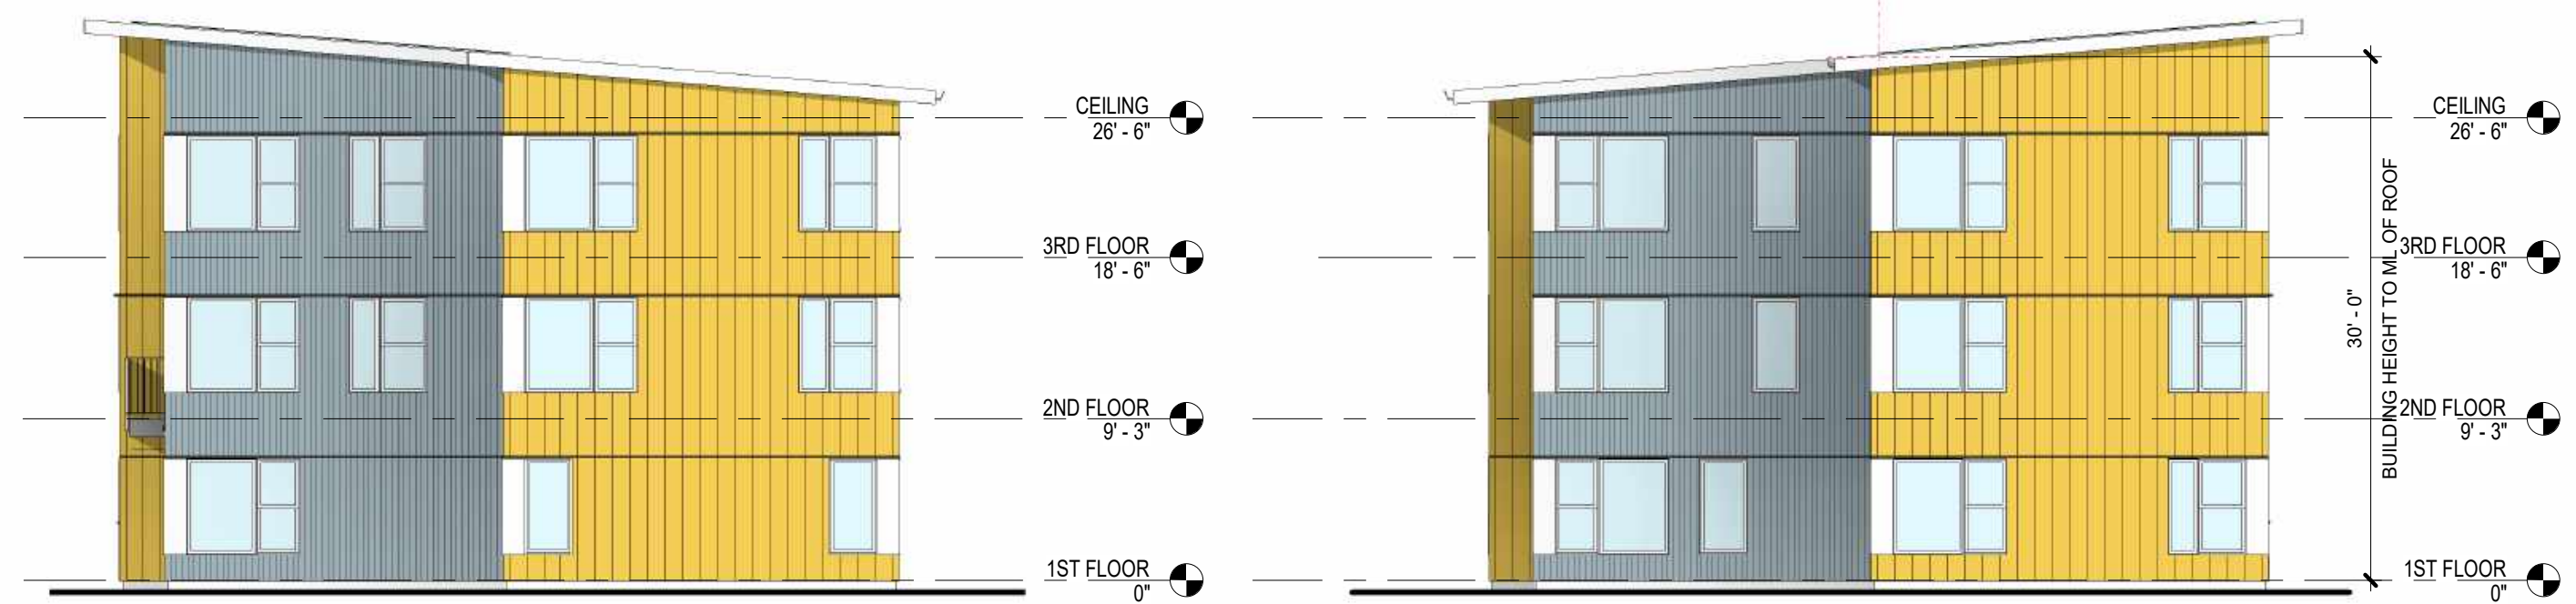 CEILING
26' - 6"
3RD FLOOR
18' - 6"
2ND FLOOR
9' - 3"
1ST FLOOR
0"
30' - 0"
BUILDING HEIGHT TO ML OF ROOF
CEILING
26' - 6"
3RD FLOOR
18' - 6"
2ND FLOOR
9' - 3"
1ST FLOOR
0"